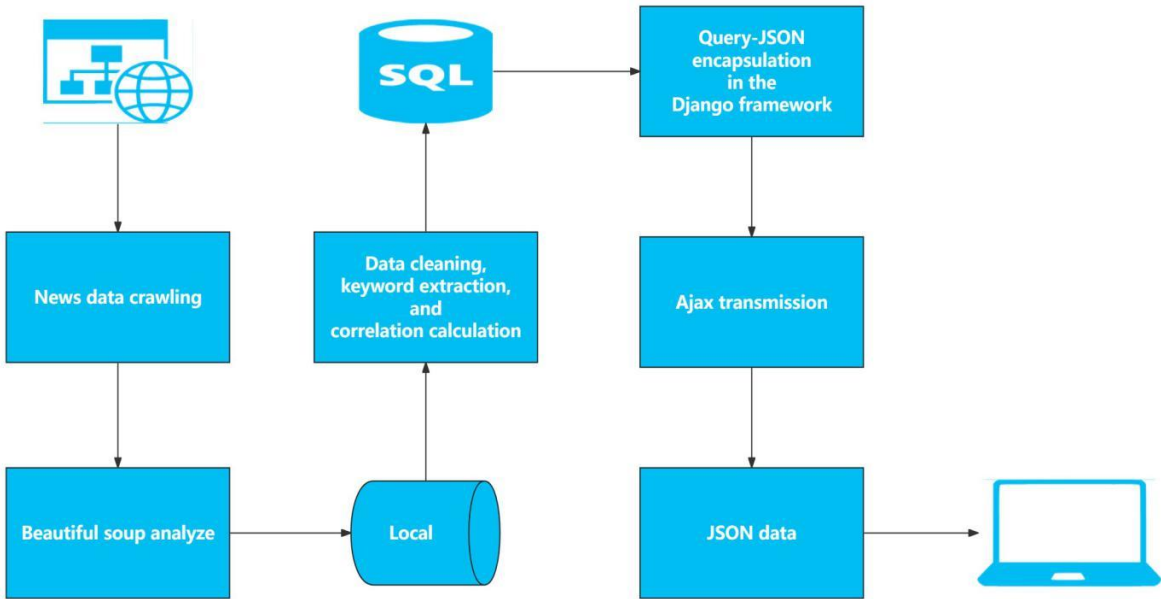 SQL
Query-JSON
encapsulation
in the
Django framework
News data crawling
Data cleaning,
keyword extraction,
and
correlation calculation
Ajax transmission
Beautiful soup analyze
Local
JSON data